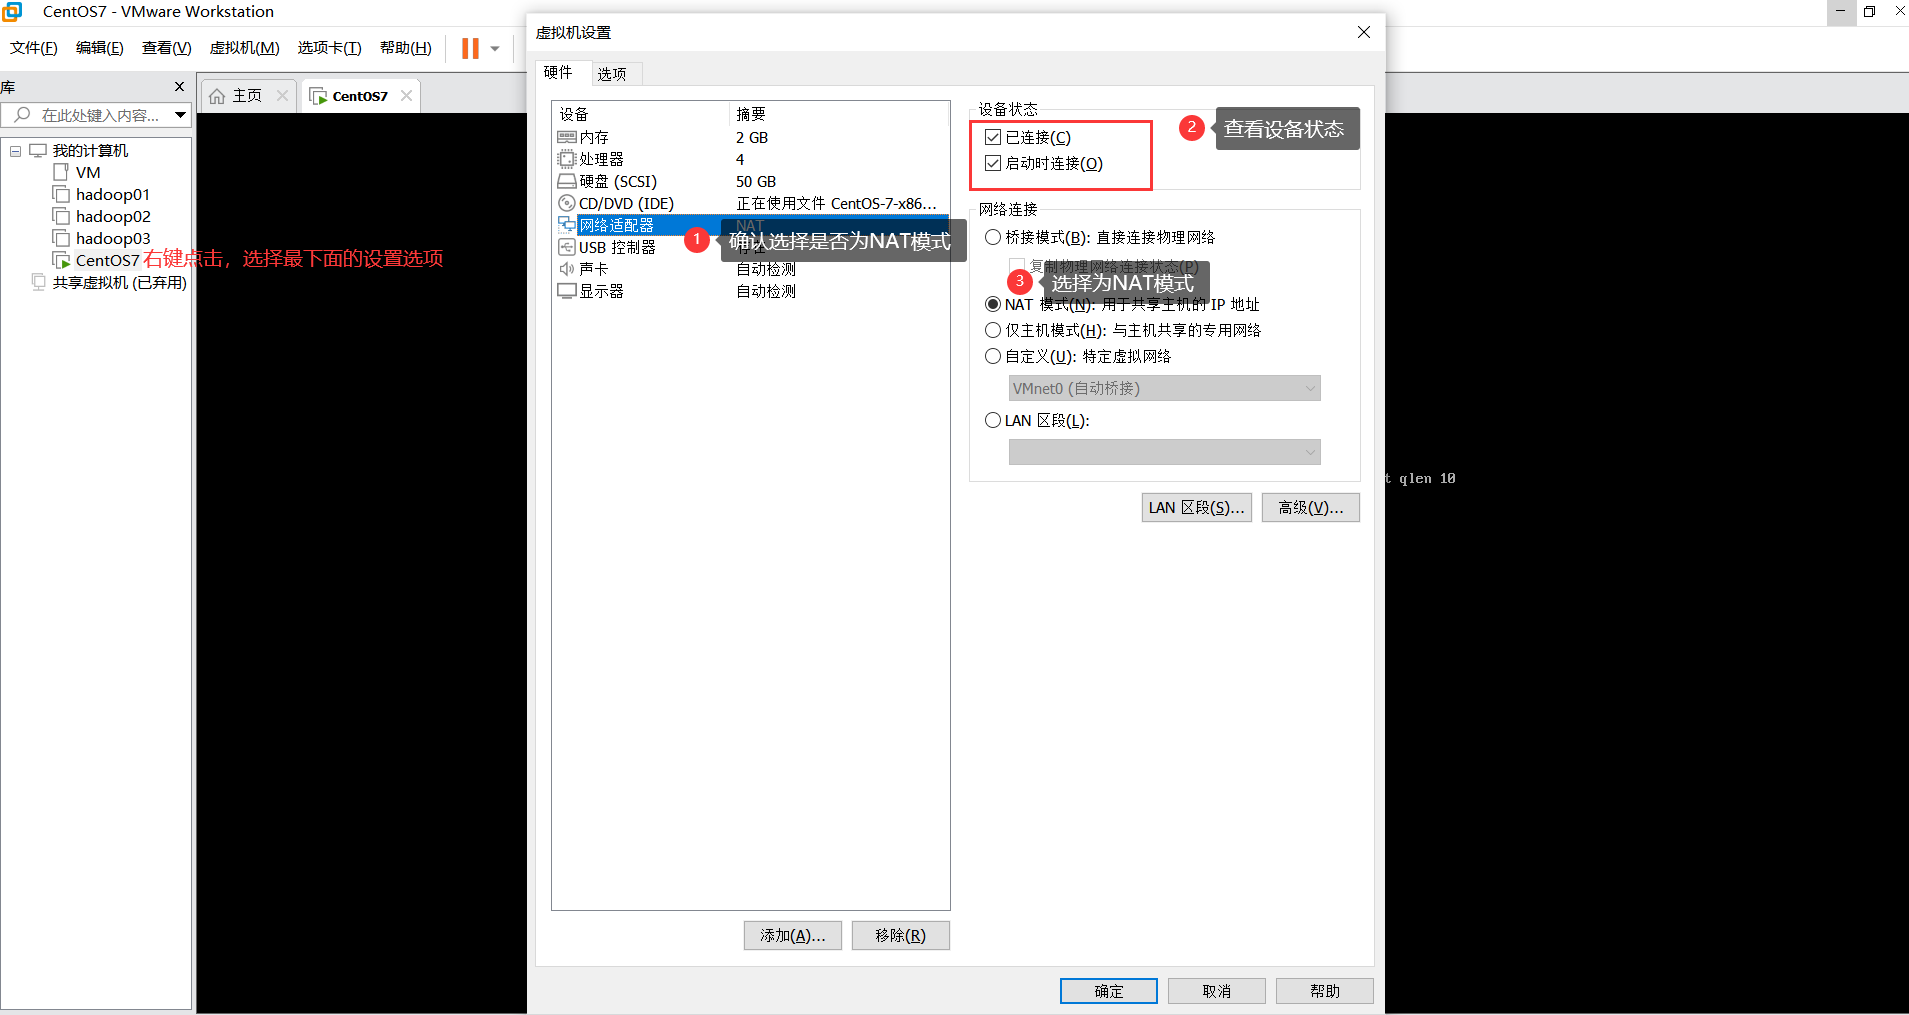 CentOS7 - VMware Workstation
文件(F) 编辑(E) 查看(V) 虚拟机(M) 选项卡(T) 帮助(H)
库
在此处键入内容...
我的计算机
VM
hadoop01
hadoop02
hadoop03
CentOS7
右键点击，选择最下面的设置选项
共享虚拟机 (已弃用)
主页
CentOS7
虚拟机设置
硬件 选项
设备 摘要
内存 2 GB
处理器 4
硬盘 (SCSI) 50 GB
CD/DVD (IDE) 正在使用文件 CentOS-7-x86...
网络适配器 NAT
1 确认选择是否为NAT模式
USB 控制器 存在
声卡 自动检测
显示器 自动检测
添加(A)... 移除(R)
设备状态
已连接(C)
启动时连接(O)
2 查看设备状态
网络连接
桥接模式(B): 直接连接物理网络
复制物理网络连接状态(P)
3 选择为NAT模式
NAT 模式(N): 用于共享主机的 IP 地址
仅主机模式(H): 与主机共享的专用网络
自定义(U): 特定虚拟网络
VMnet0 (自动桥接)
LAN 区段(L):
LAN 区段(S)... 高级(V)...
t qlen 10
确定 取消 帮助